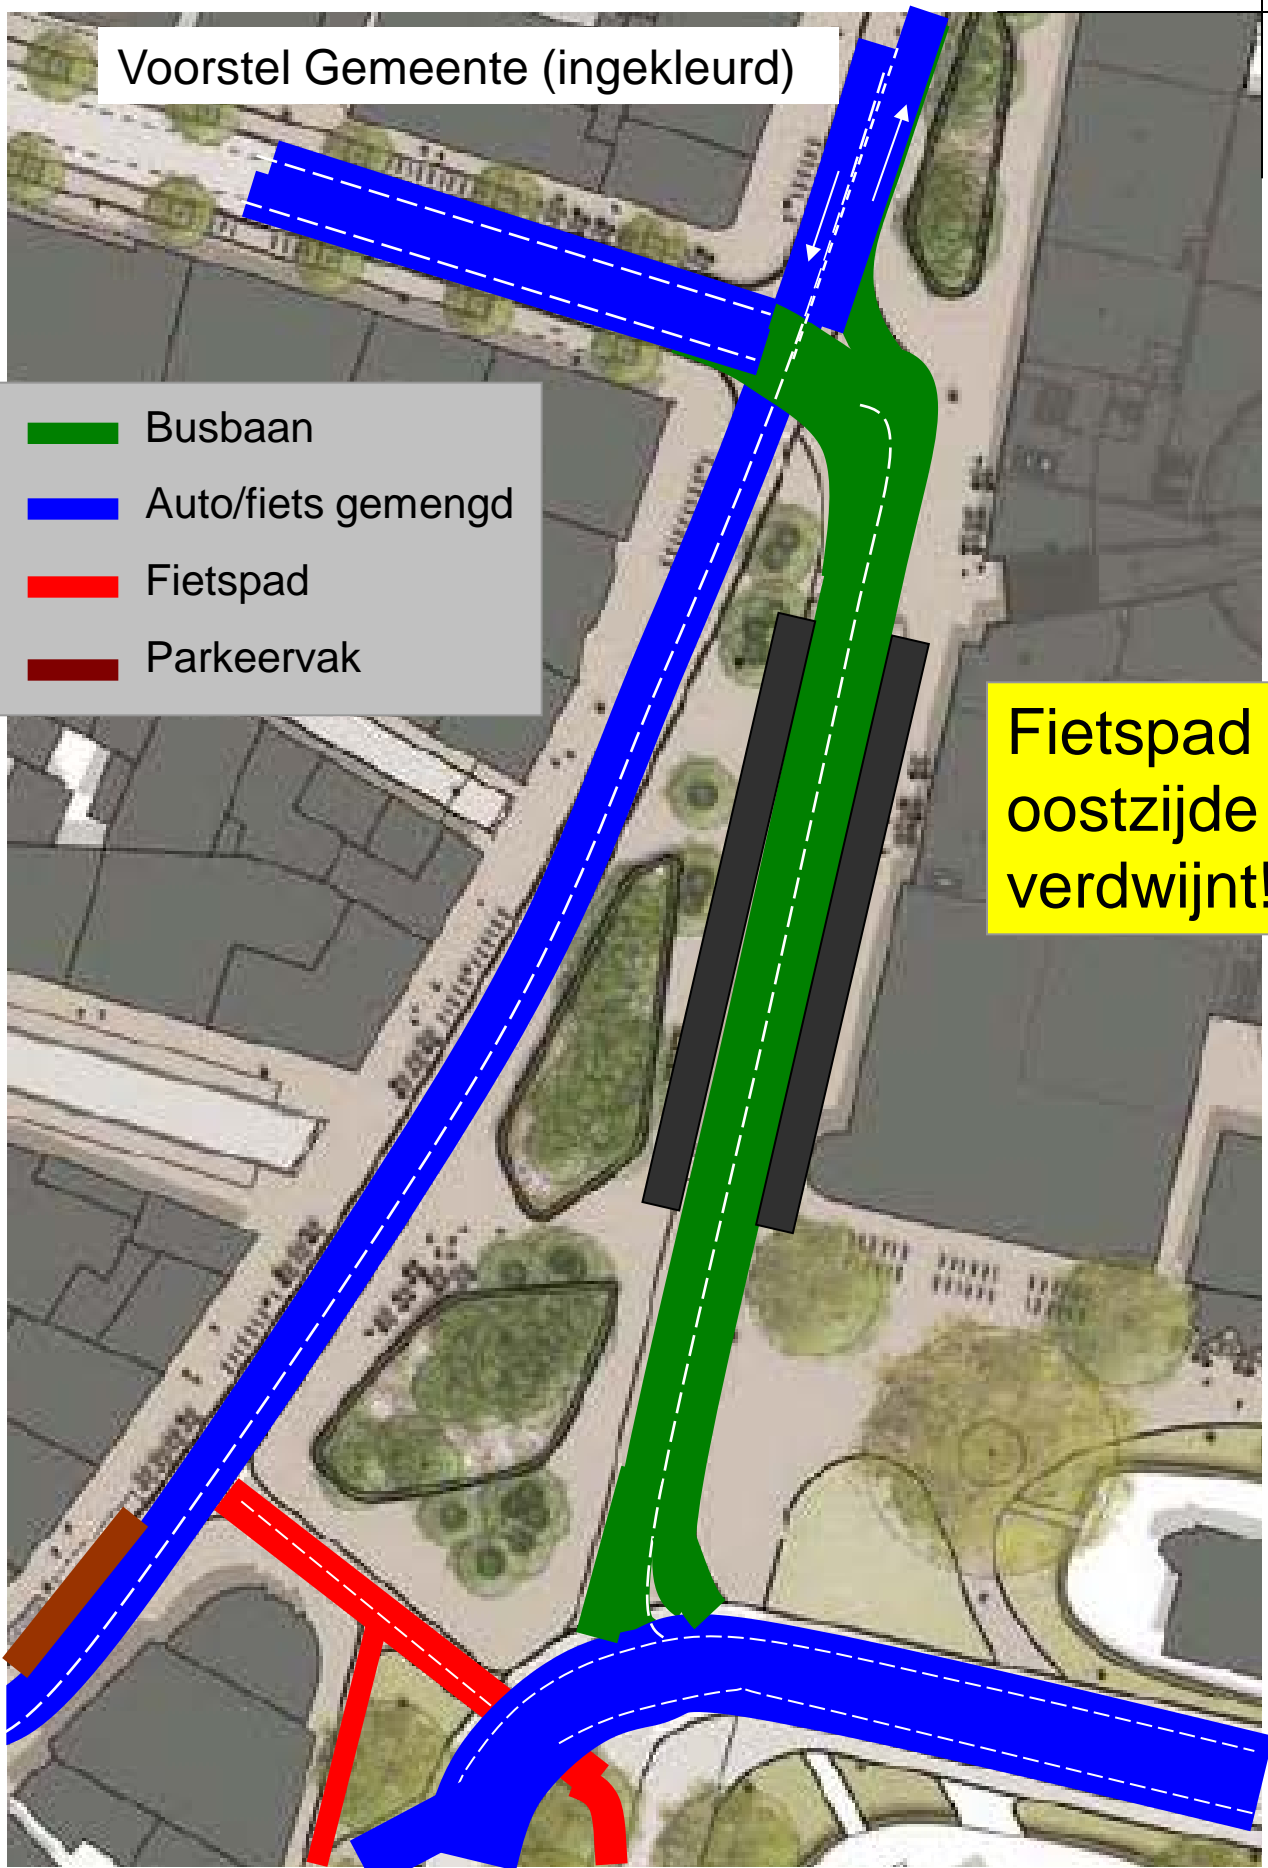 Voorstel Gemeente (ingekleurd)
Busbaan
Auto/fiets gemengd
Fietspad
Parkeervak
Fietspad
oostzijde
verdwijnt!